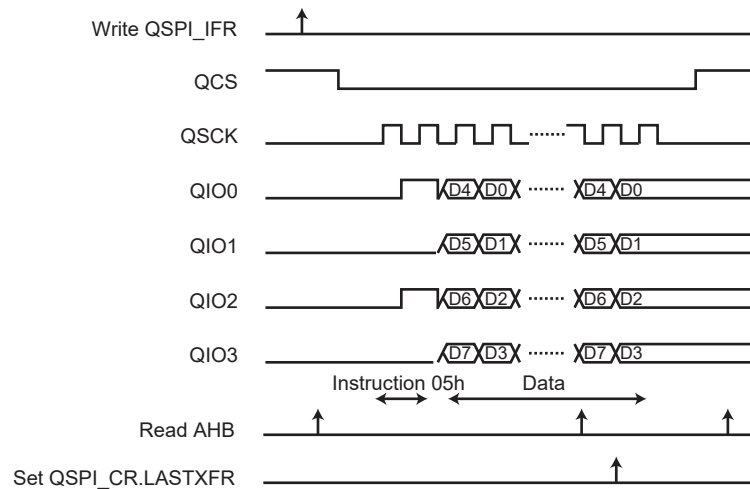 Write QSPI_IFR
QCS
QSCK
QIO0 D4 D0 D4 D0
QIO1 D5 D1 D5 D1
QIO2 D6 D2 D6 D2
QIO3 D7 D3 D7 D3
Instruction 05h Data
Read AHB
Set QSPI_CR.LASTXFR